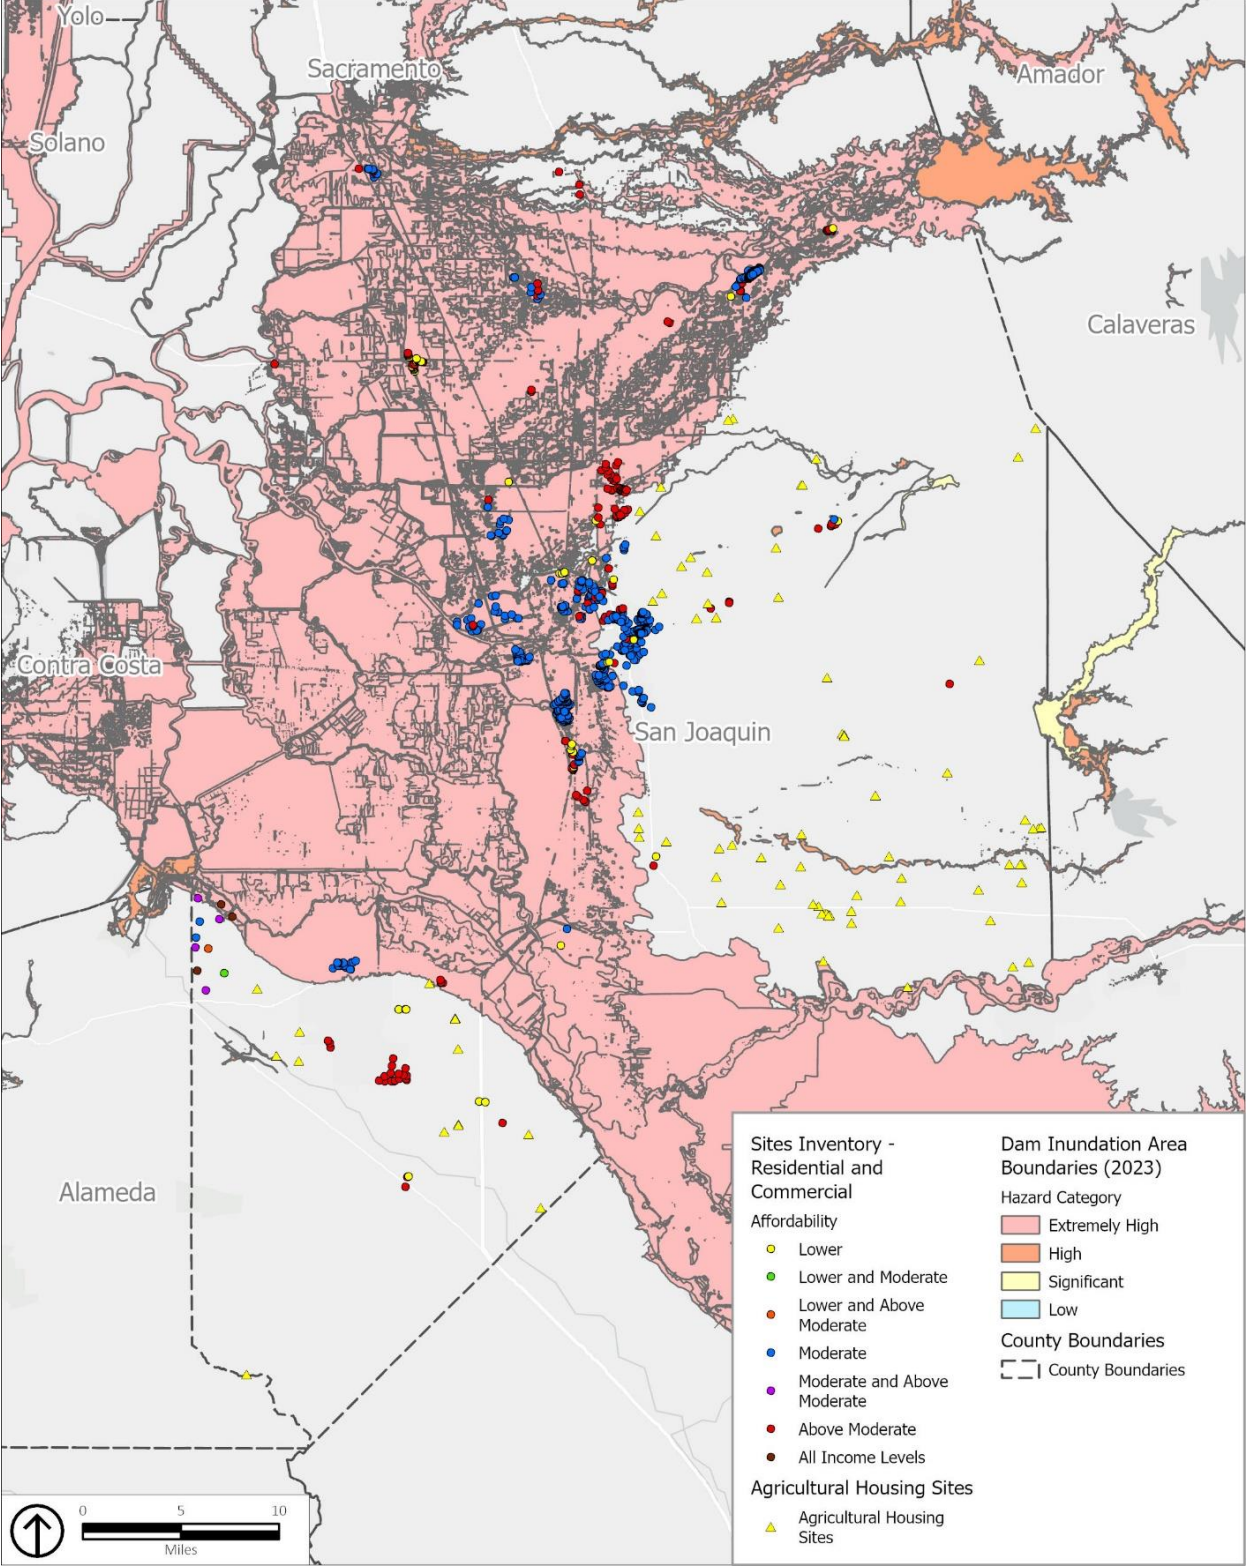 Yolo
Sacramento
Amador
Solano
Calaveras
Contra Costa
San Joaquin
Alameda
Sites Inventory -
Residential and
Commercial
Affordability
Lower
Lower and Moderate
Lower and Above
Moderate
Moderate
Moderate and Above
Moderate
Above Moderate
All Income Levels
Agricultural Housing Sites
Agricultural Housing
Sites
Dam Inundation Area
Boundaries (2023)
Hazard Category
Extremely High
High
Significant
Low
County Boundaries
County Boundaries
0 5 10
Miles